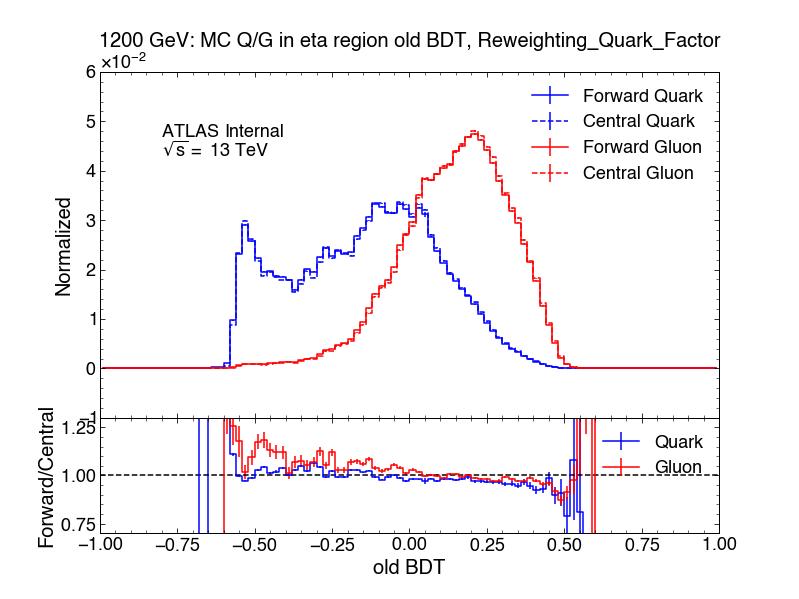 1200 GeV: MC Q/G in eta region old BDT, Reweighting_Quark_Factor
×10⁻²
6
5
4
3
2
1
0
−1
Normalized
ATLAS Internal
√s = 13 TeV
Forward Quark
Central Quark
Forward Gluon
Central Gluon
Forward/Central
1.25
1.00
0.75
Quark
Gluon
−1.00 −0.75 −0.50 −0.25 0.00 0.25 0.50 0.75 1.00
old BDT